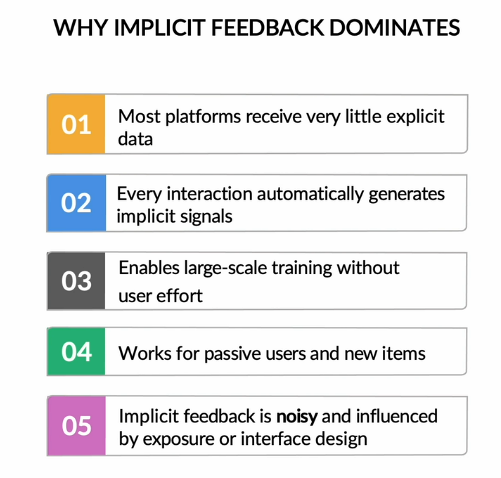 WHY IMPLICIT FEEDBACK DOMINATES
01
Most platforms receive very little explicit
data
02
Every interaction automatically generates
implicit signals
03
Enables large-scale training without
user effort
04
Works for passive users and new items
05
Implicit feedback is noisy and influenced
by exposure or interface design